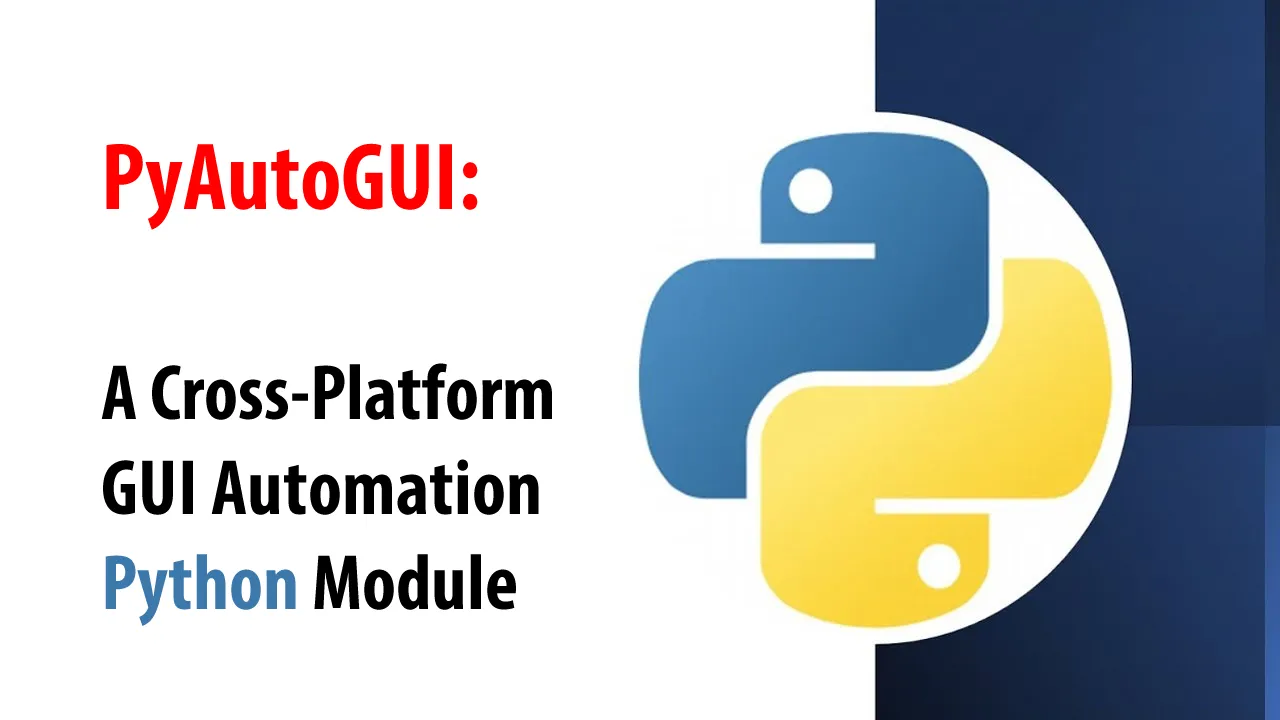 PyAutoGUI:
A Cross-Platform
GUI Automation
Python Module